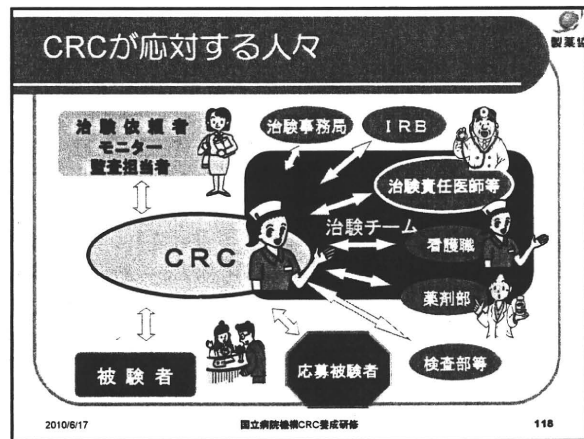 CRCが応対する人々
製薬協
治験依頼者
モニター
監査担当者
治験事務局
IRB
治験責任医師等
治験チーム
CRC
看護職
薬剤部
被験者
応募被験者
検査部等
2010/6/17
国立病院機構CRC養成研修
118